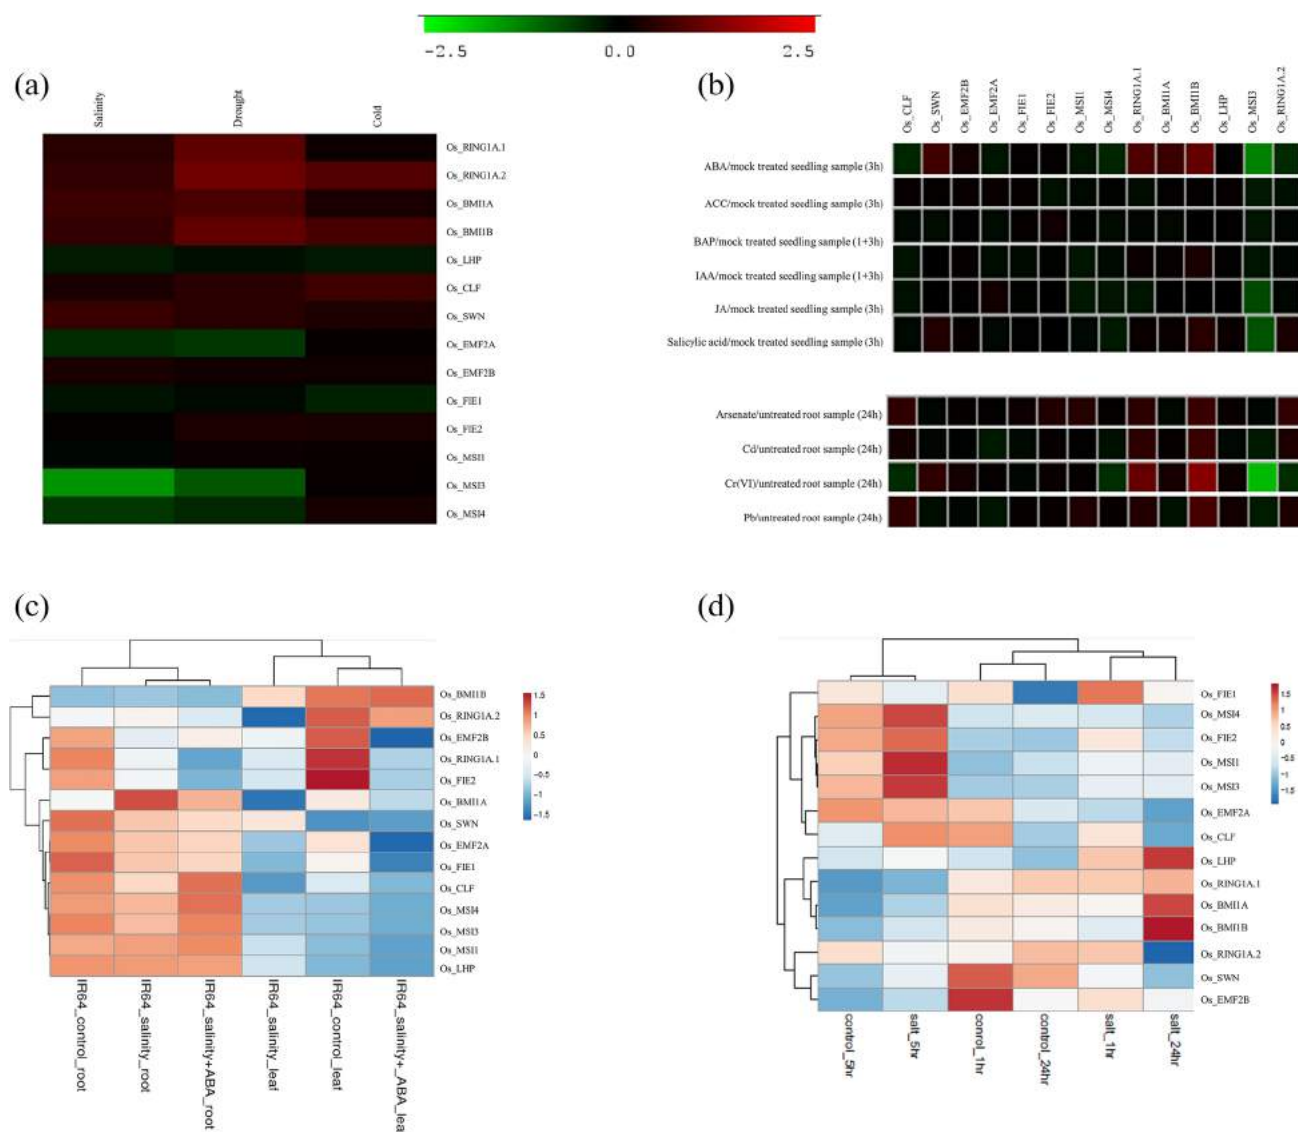 -2.5 0.0 2.5
(a)
Salinity Drought Cold
Os_RING1A.1
Os_RING1A.2
Os_BMI1A
Os_BMI1B
Os_LHP
Os_CLF
Os_SWN
Os_EMF2A
Os_EMF2B
Os_FIE1
Os_FIE2
Os_MSI1
Os_MSI3
Os_MSI4
(b)
Os_CLF
Os_SWN
Os_EMF2B
Os_EMF2A
Os_FIE1
Os_FIE2
Os_MSI1
Os_MSI4
Os_RING1A.1
Os_BMI1A
Os_BMI1B
Os_LHP
Os_MSI3
Os_RING1A.2
ABA/mock treated seedling sample (3h)
ACC/mock treated seedling sample (3h)
BAP/mock treated seedling sample (1+3h)
IAA/mock treated seedling sample (1+3h)
JA/mock treated seedling sample (3h)
Salicylic acid/mock treated seedling sample (3h)
Arsenate/untreated root sample (24h)
Cd/untreated root sample (24h)
Cr(VI)/untreated root sample (24h)
Pb/untreated root sample (24h)
(c)
Os_BMI1B
Os_RING1A.2
Os_EMF2B
Os_RING1A.1
Os_FIE2
Os_BMI1A
Os_SWN
Os_EMF2A
Os_FIE1
Os_CLF
Os_MSI4
Os_MSI3
Os_MSI1
Os_LHP
1.5
1
0.5
0
-0.5
-1
-1.5
IR64_control_root
IR64_salinity_root
IR64_salinity+ABA_root
IR64_salinity_leaf
IR64_control_leaf
IR64_salinity+_ABA_lea
(d)
Os_FIE1
Os_MSI4
Os_FIE2
Os_MSI1
Os_MSI3
Os_EMF2A
Os_CLF
Os_LHP
Os_RING1A.1
Os_BMI1A
Os_BMI1B
Os_RING1A.2
Os_SWN
Os_EMF2B
1.5
1
0.5
0
-0.5
-1
-1.5
control_5hr
salt_5hr
conrol_1hr
control_24hr
salt_1hr
salt_24hr